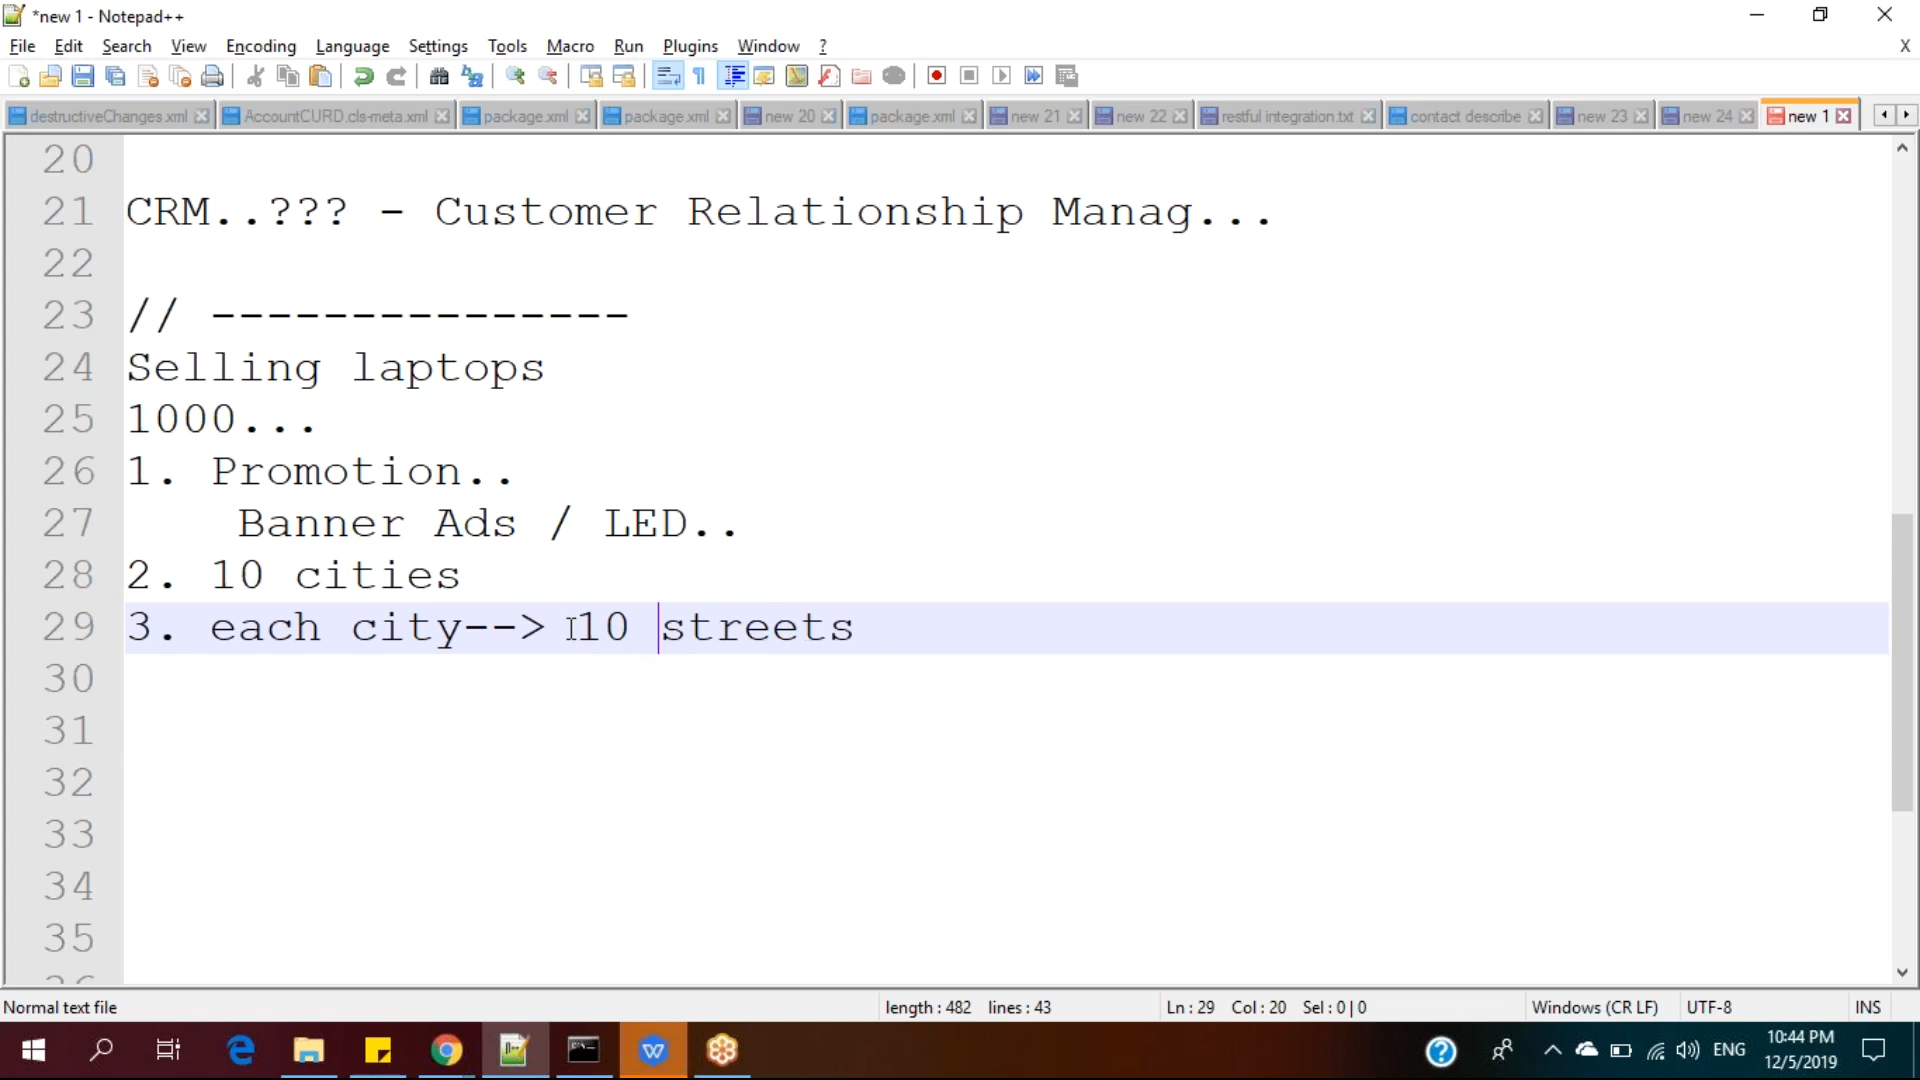 *new 1 - Notepad++
File Edit Search View Encoding Language Settings Tools Macro Run Plugins Window ? X
destructiveChanges.xml AccountCURD.cls-meta.xml package.xml package.xml new 20 package.xml new 21 new 22 restful integration.txt contact describe new 23 new 24 new 1
20
21 CRM..??? - Customer Relationship Manag...
22
23 // ---------------
24 Selling laptops
25 1000...
26 1. Promotion..
27 Banner Ads / LED..
28 2. 10 cities
29 3. each city--> 10 streets
30
31
32
33
34
35
Normal text file length : 482 lines : 43 Ln : 29 Col : 20 Sel : 0 | 0 Windows (CR LF) UTF-8 INS
ENG 10:44 PM
12/5/2019